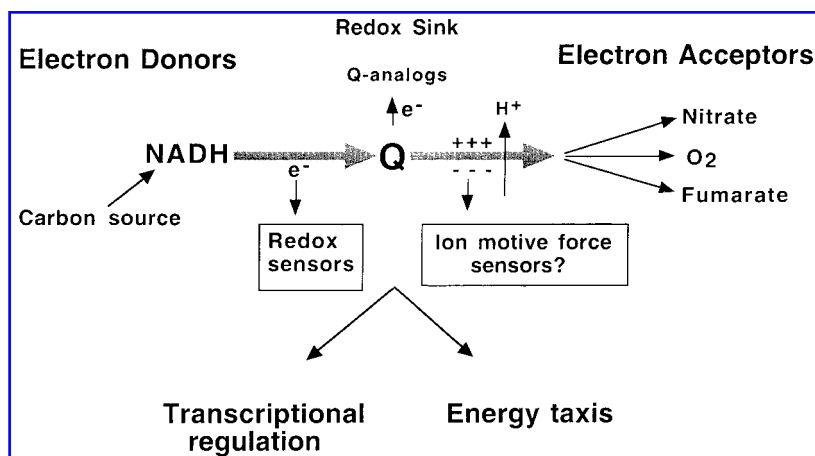 Redox Sink
Electron Donors
Electron Acceptors
Q-analogs
e-
H+
Nitrate
NADH
Q
+++
- - -
O2
e-
Fumarate
Carbon source
Redox
sensors
Ion motive force
sensors?
Transcriptional
regulation
Energy taxis